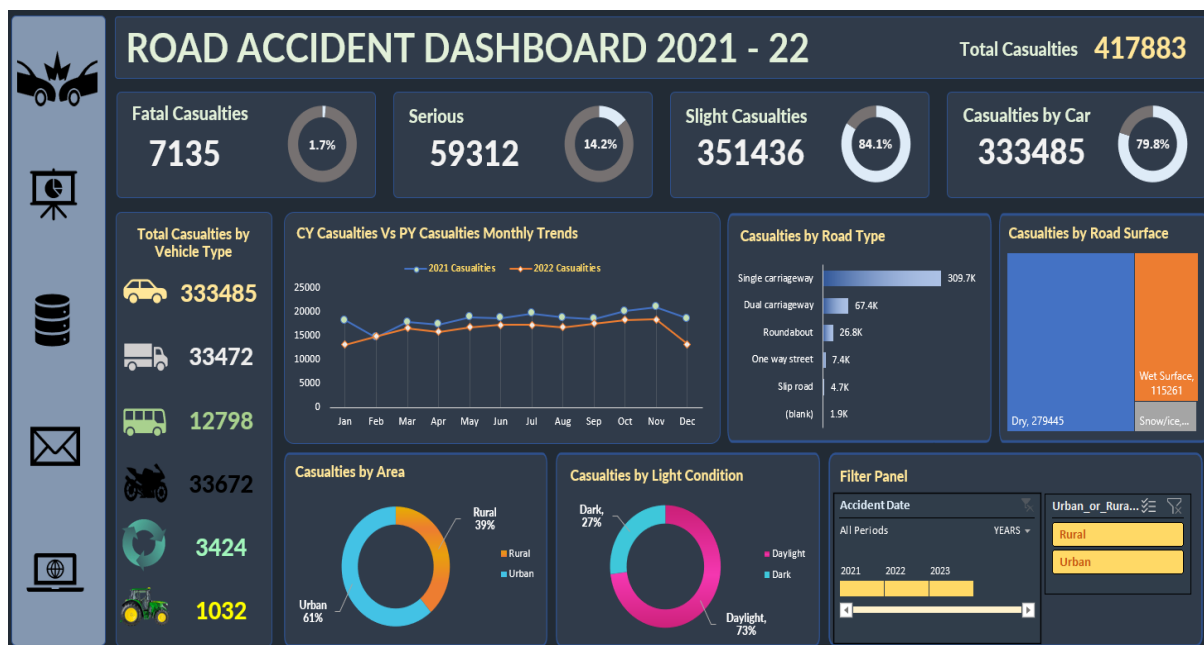 ROAD ACCIDENT DASHBOARD 2021 - 22
Total Casualties 417883
Fatal Casualties
7135
1.7%
Serious
59312
14.2%
Slight Casualties
351436
84.1%
Casualties by Car
333485
79.8%
Total Casualties by
Vehicle Type
333485
33472
12798
33672
3424
1032
CY Casualties Vs PY Casualties Monthly Trends
2021 Casualities
2022 Casualities
25000
20000
15000
10000
5000
0
Jan Feb Mar Apr May Jun Jul Aug Sep Oct Nov Dec
Casualties by Road Type
Single carriageway 309.7K
Dual carriageway 67.4K
Roundabout 26.8K
One way street 7.4K
Slip road 4.7K
(blank) 1.9K
Casualties by Road Surface
Dry, 279445
Wet Surface,
115261
Snow/ice,...
Casualties by Area
Rural
39%
Rural
Urban
Urban
61%
Casualties by Light Condition
Dark,
27%
Daylight
Dark
Daylight,
73%
Filter Panel
Accident Date
All Periods YEARS
2021 2022 2023
Urban_or_Rura...
Rural
Urban